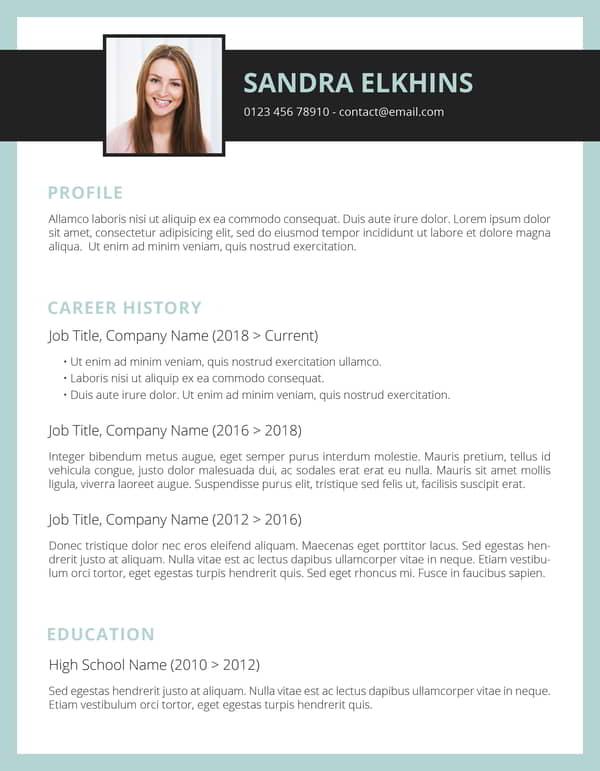 SANDRA ELKHINS
0123 456 78910 - contact@email.com
PROFILE
Allamco laboris nisi ut aliquip ex ea commodo consequat. Duis aute irure dolor. Lorem ipsum dolor
sit amet, consectetur adipisicing elit, sed do eiusmod tempor incididunt ut labore et dolore magna
aliqua.  Ut enim ad minim veniam, quis nostrud exercitation.
CAREER HISTORY
Job Title, Company Name (2018 > Current)
• Ut enim ad minim veniam, quis nostrud exercitation ullamco.
• Laboris nisi ut aliquip ex ea commodo consequat.
• Duis aute irure dolor. Ut enim ad minim veniam, quis nostrud exercitation.
Job Title, Company Name (2016 > 2018)
Integer bibendum metus augue, eget semper purus interdum molestie. Mauris pretium, tellus id
vehicula congue, justo dolor malesuada dui, ac sodales erat erat eu nulla. Mauris sit amet mollis
ligula, viverra laoreet augue. Suspendisse purus elit, tristique sed felis ut, facilisis suscipit erat.
Job Title, Company Name (2012 > 2016)
Donec tristique dolor nec eros eleifend aliquam. Maecenas eget porttitor lacus. Sed egestas hen-
drerit justo at aliquam. Nulla vitae est ac lectus dapibus ullamcorper vitae in neque. Etiam vestibu-
lum orci tortor, eget egestas turpis hendrerit quis. Sed eget rhoncus mi. Fusce in faucibus sapien.
EDUCATION
High School Name (2010 > 2012)
Sed egestas hendrerit justo at aliquam. Nulla vitae est ac lectus dapibus ullamcorper vitae in neque.
Etiam vestibulum orci tortor, eget egestas turpis hendrerit quis.